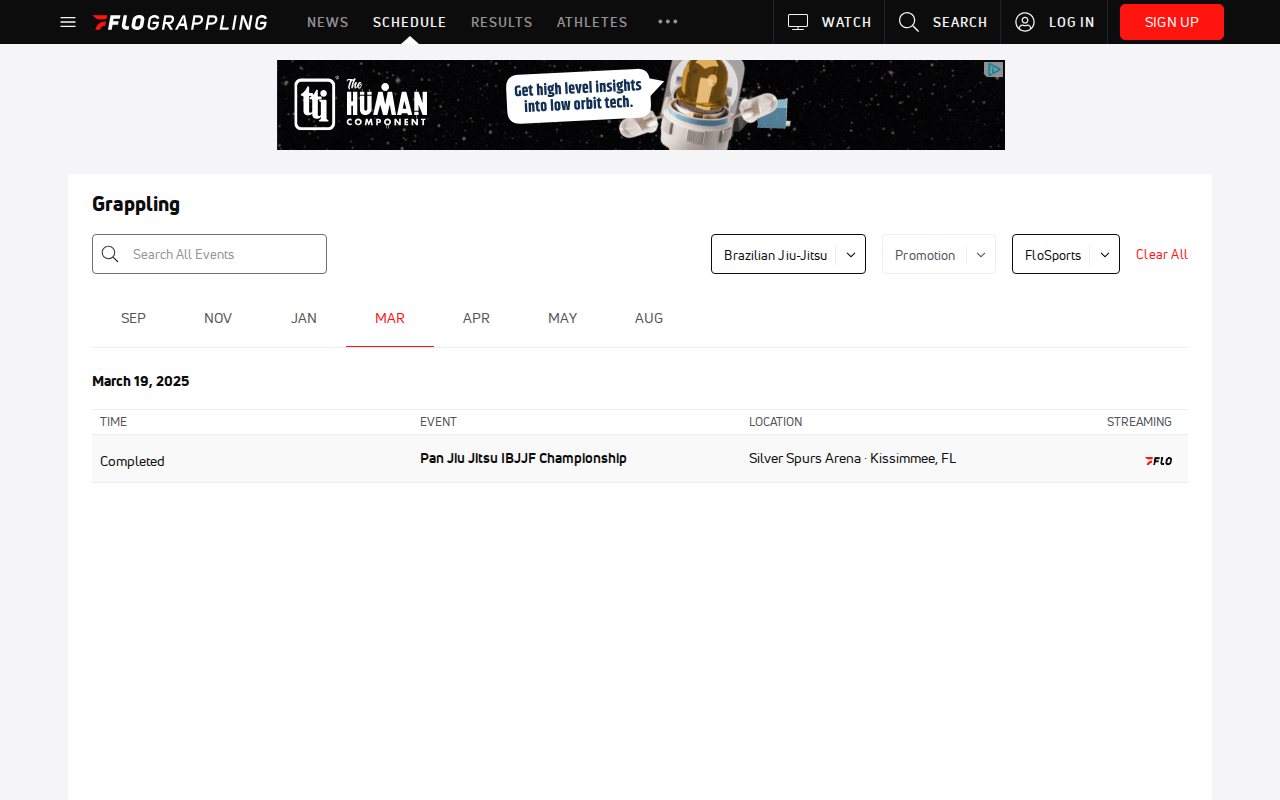 FLOGRAPPLING NEWS SCHEDULE RESULTS ATHLETES WATCH SEARCH LOG IN SIGN UP
tti The HUMAN COMPONENT
Get high level insights
into low orbit tech.
Grappling
Search All Events Brazilian Jiu-Jitsu Promotion FloSports Clear All
SEP NOV JAN MAR APR MAY AUG
March 19, 2025
TIME EVENT LOCATION STREAMING
Completed Pan Jiu Jitsu IBJJF Championship Silver Spurs Arena · Kissimmee, FL FLO